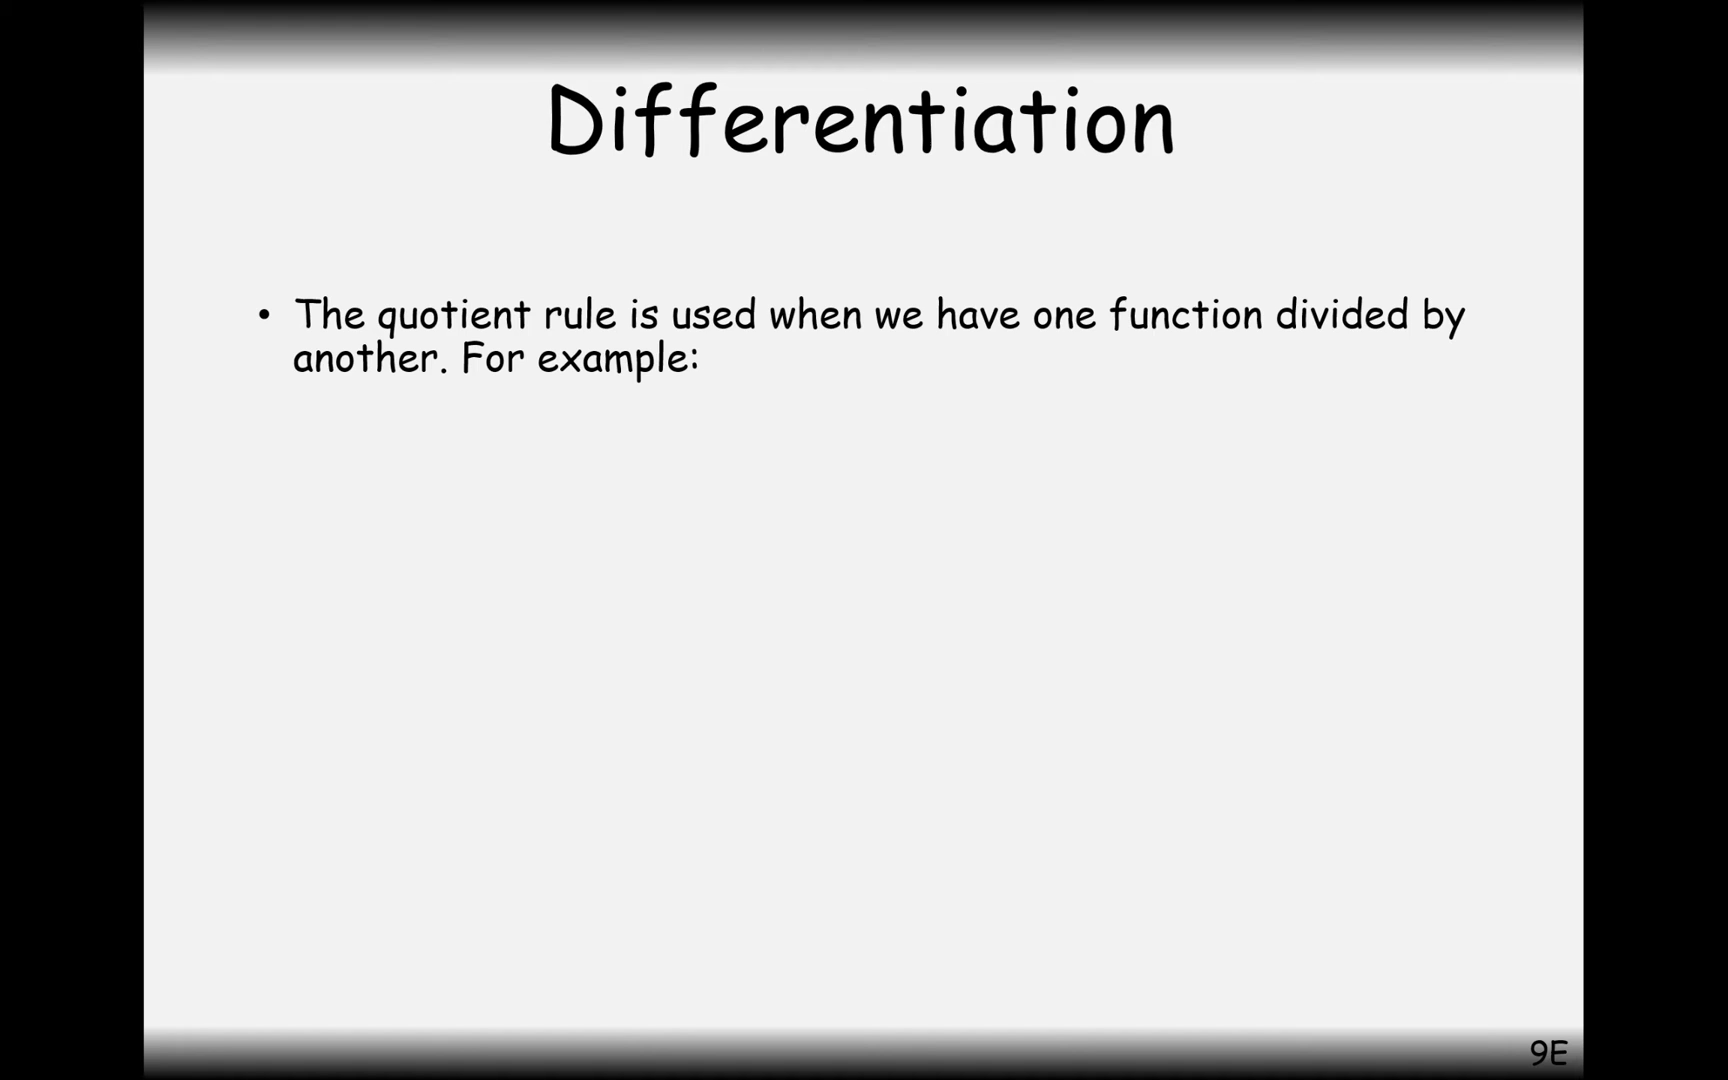 Differentiation
• The quotient rule is used when we have one function divided by
another. For example:
9E